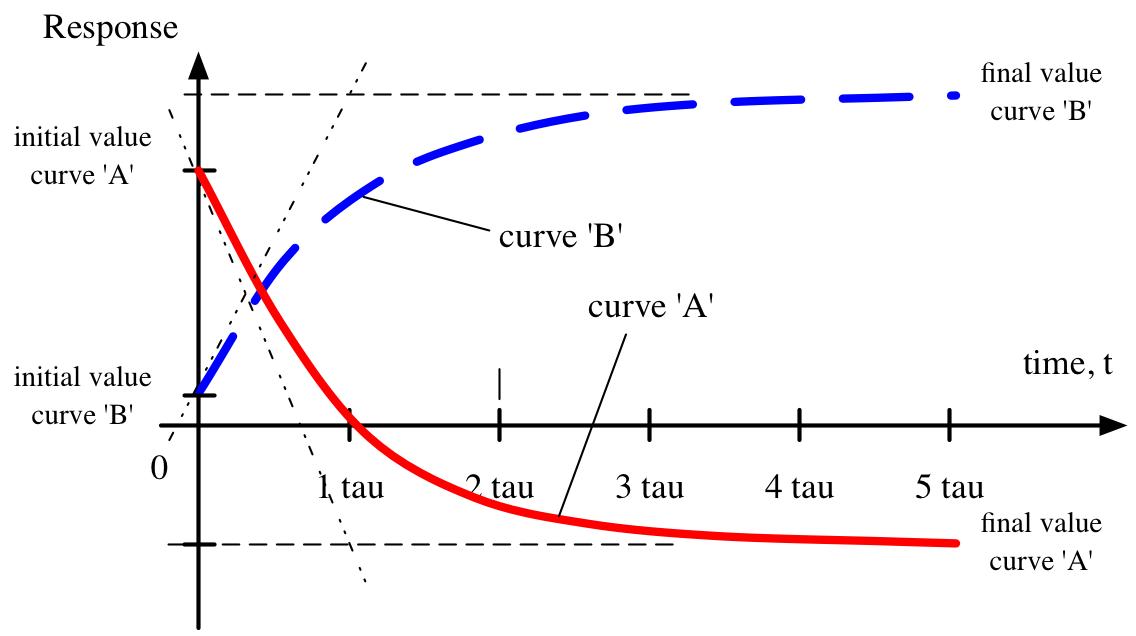 Response
final value
curve 'B'
initial value
curve 'A'
curve 'B'
curve 'A'
time, t
initial value
curve 'B'
0
1 tau
2 tau
3 tau
4 tau
5 tau
final value
curve 'A'